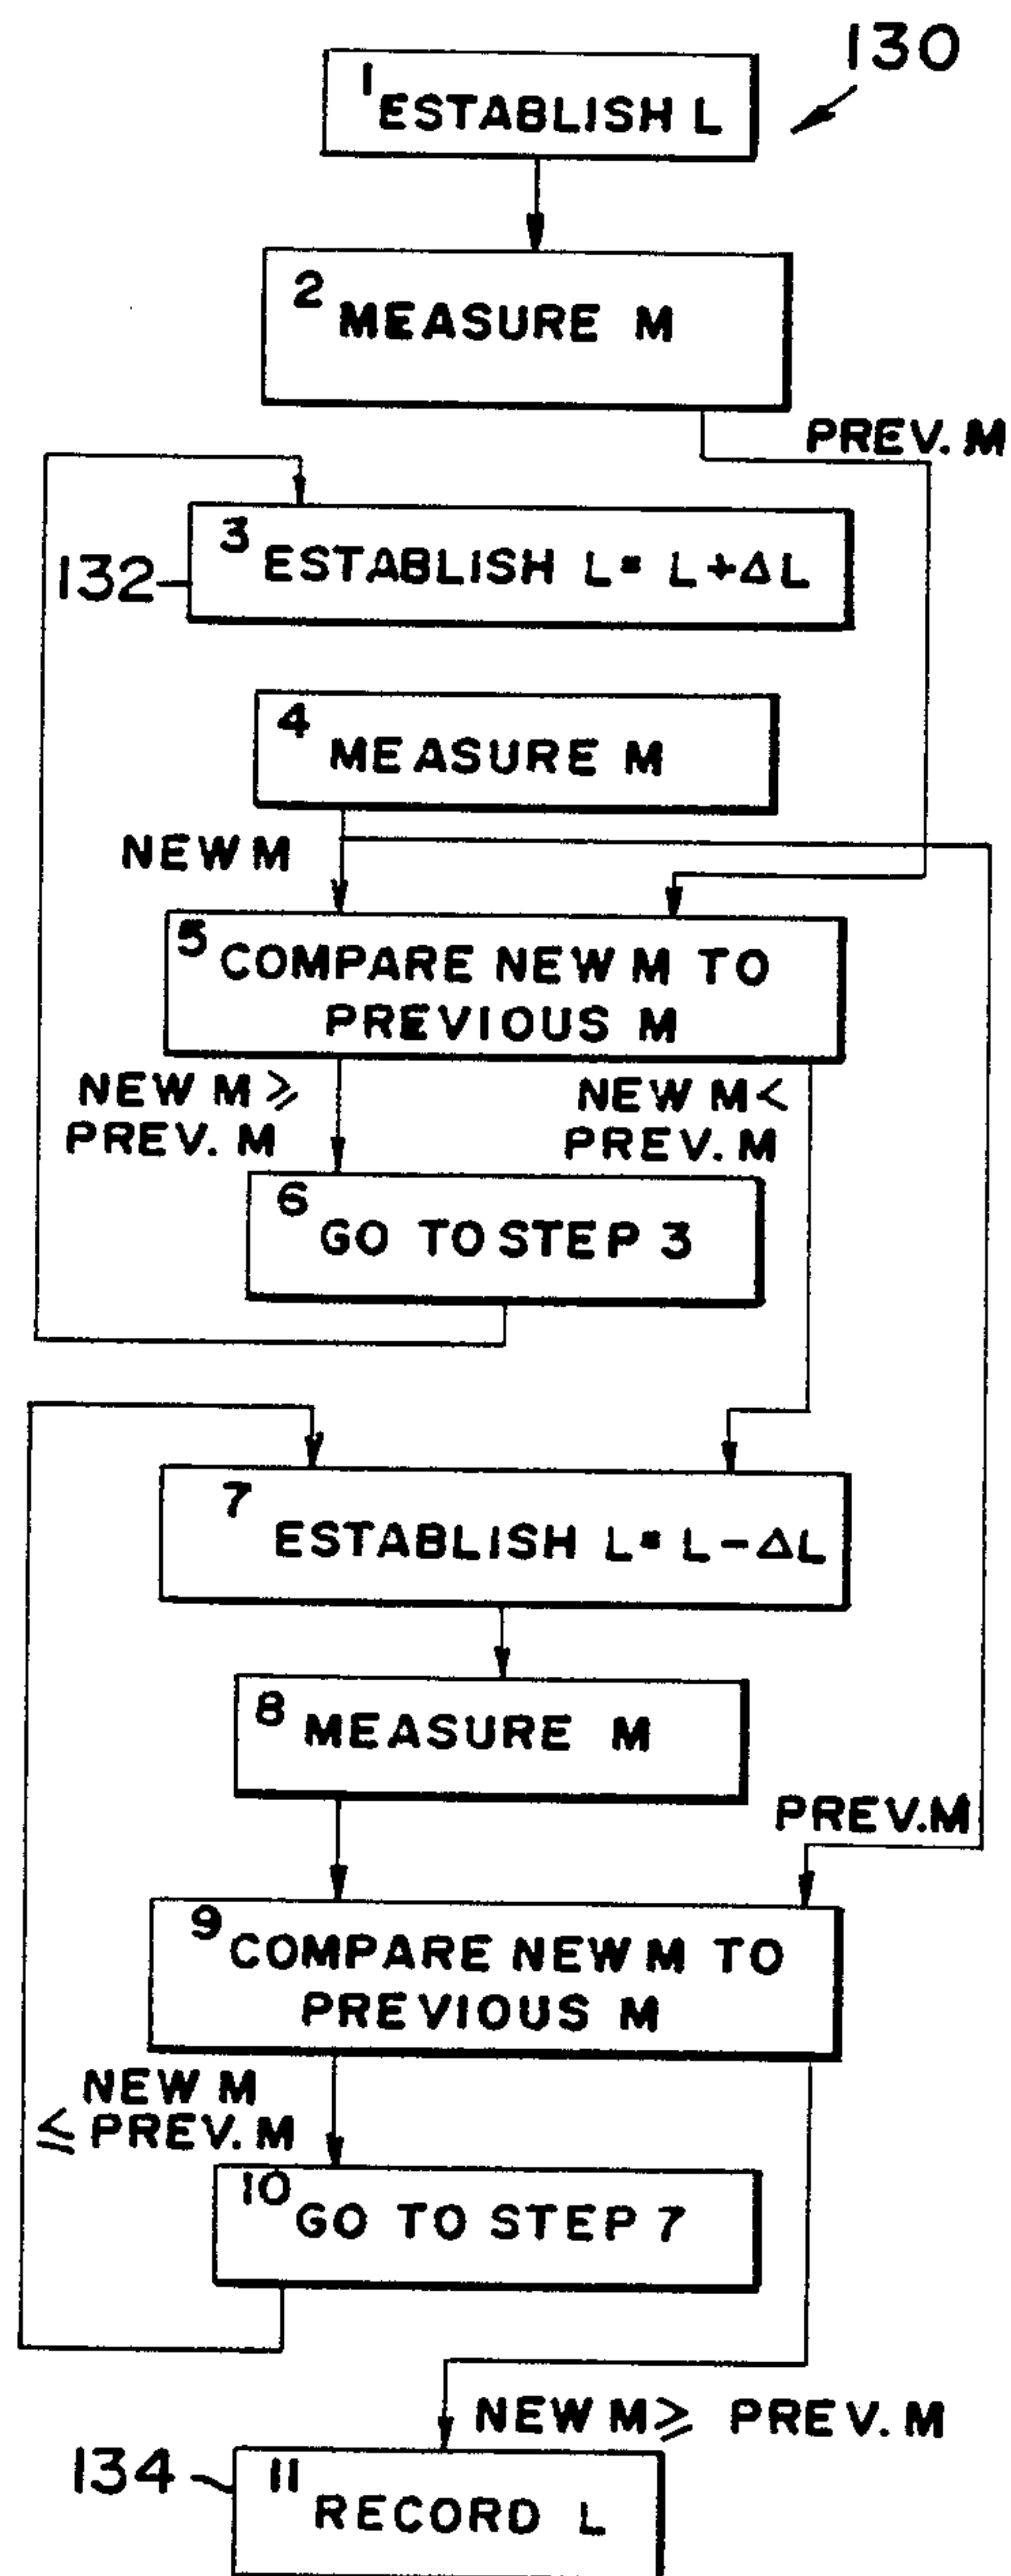 130
1 ESTABLISH L
2 MEASURE M
PREV. M
3 ESTABLISH L = L + Δ L
132
4 MEASURE M
NEW M
5 COMPARE NEW M TO
PREVIOUS M
NEW M ≥
PREV. M
NEW M <
PREV. M
6 GO TO STEP 3
7 ESTABLISH L = L - Δ L
8 MEASURE M
PREV. M
9 COMPARE NEW M TO
PREVIOUS M
NEW M
≤ PREV. M
10 GO TO STEP 7
NEW M ≥ PREV. M
134
11 RECORD L